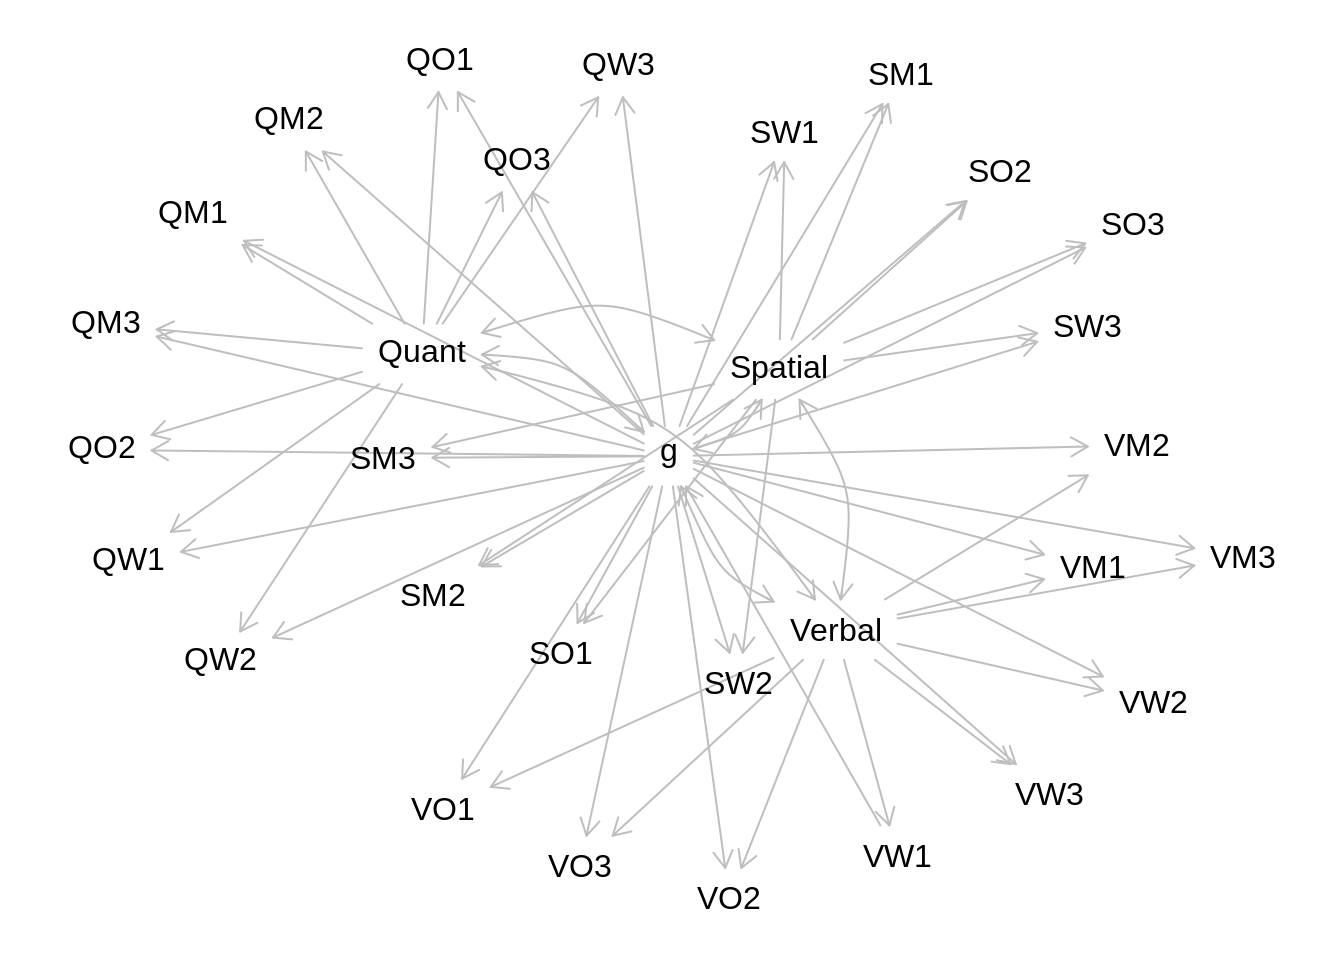 QO1
QW3
SM1
QM2
SW1
QO3
SO2
QM1
SO3
QM3
SW3
Quant
Spatial
QO2
SM3
g
VM2
QW1
VM1
VM3
SM2
Verbal
QW2
SO1
SW2
VW2
VO1
VW3
VO3
VW1
VO2